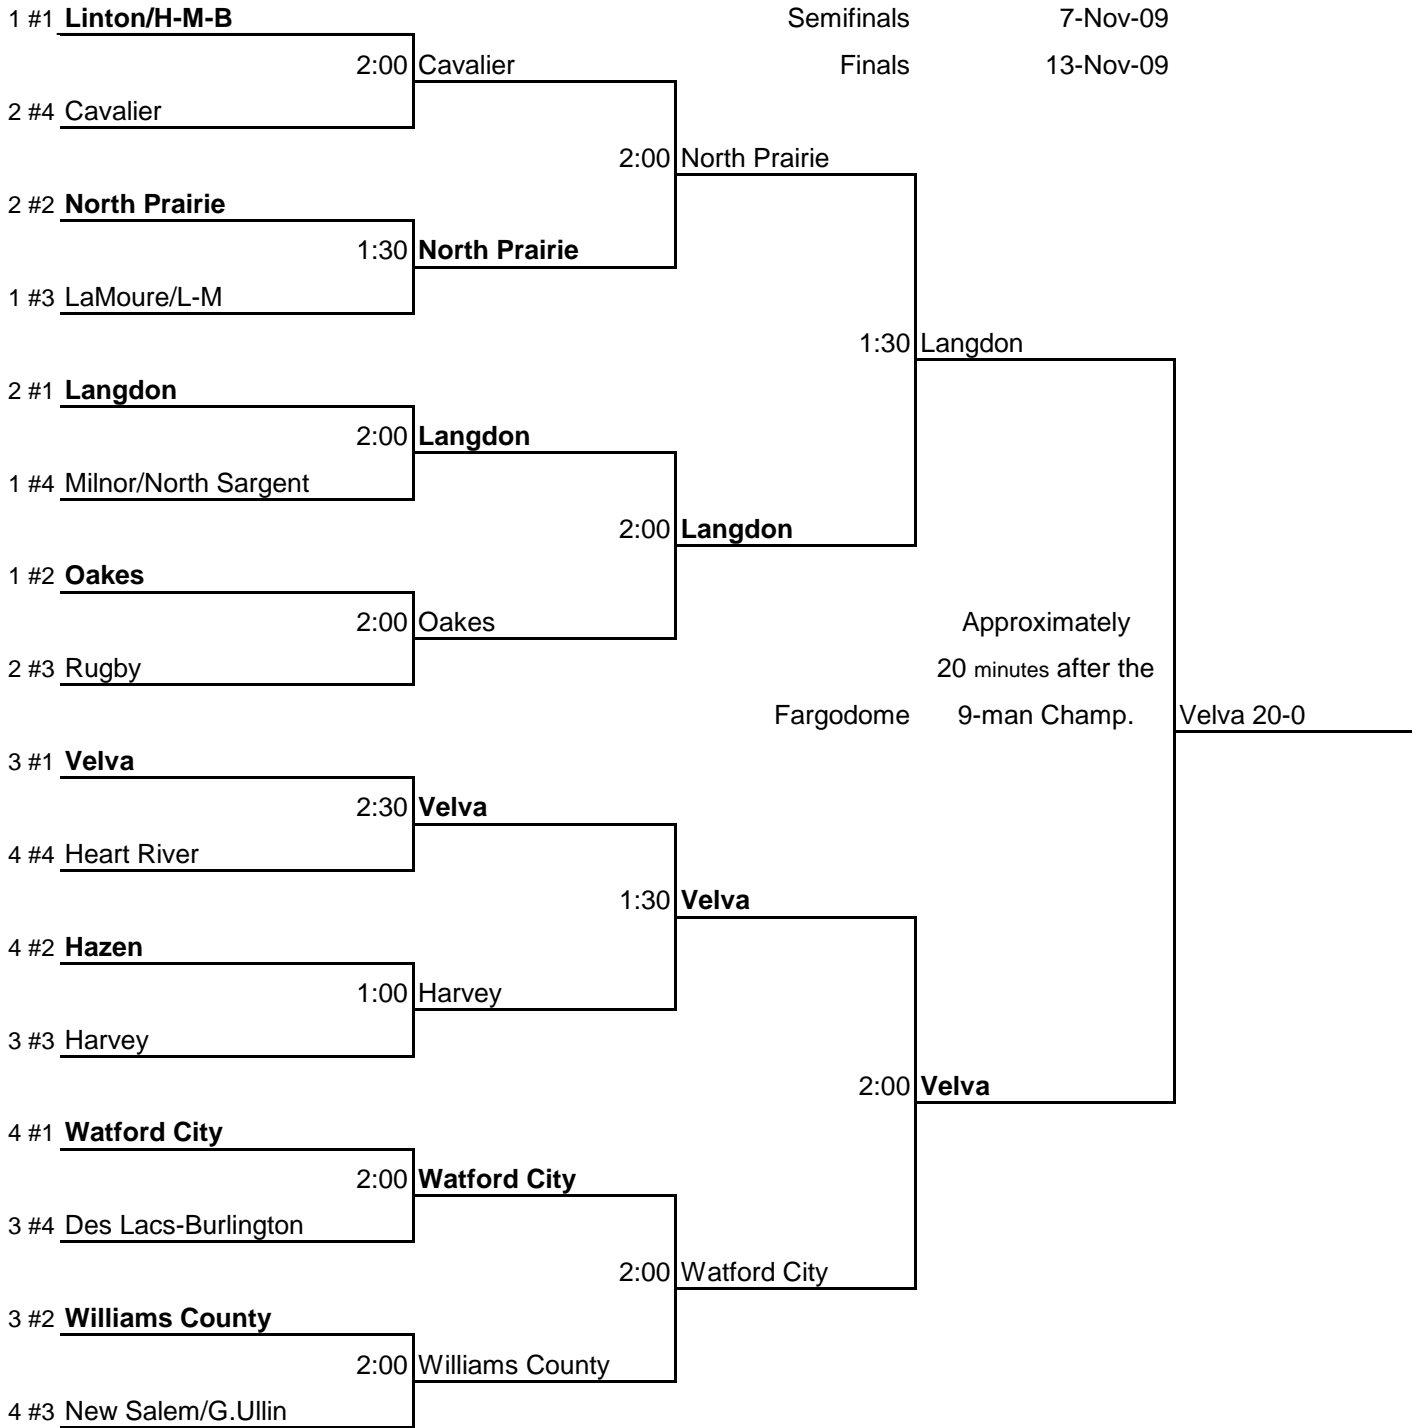 1 #1 Linton/H-M-B Semifinals 7-Nov-09
2:00 Cavalier Finals 13-Nov-09
2 #4 Cavalier
2:00 North Prairie
2 #2 North Prairie
1:30 North Prairie
1 #3 LaMoure/L-M
1:30 Langdon
2 #1 Langdon
2:00 Langdon
1 #4 Milnor/North Sargent
2:00 Langdon
1 #2 Oakes
2:00 Oakes Approximately
2 #3 Rugby 20 minutes after the
Fargodome 9-man Champ. Velva 20-0
3 #1 Velva
2:30 Velva
4 #4 Heart River
1:30 Velva
4 #2 Hazen
1:00 Harvey
3 #3 Harvey
2:00 Velva
4 #1 Watford City
2:00 Watford City
3 #4 Des Lacs-Burlington
2:00 Watford City
3 #2 Williams County
2:00 Williams County
4 #3 New Salem/G.Ullin